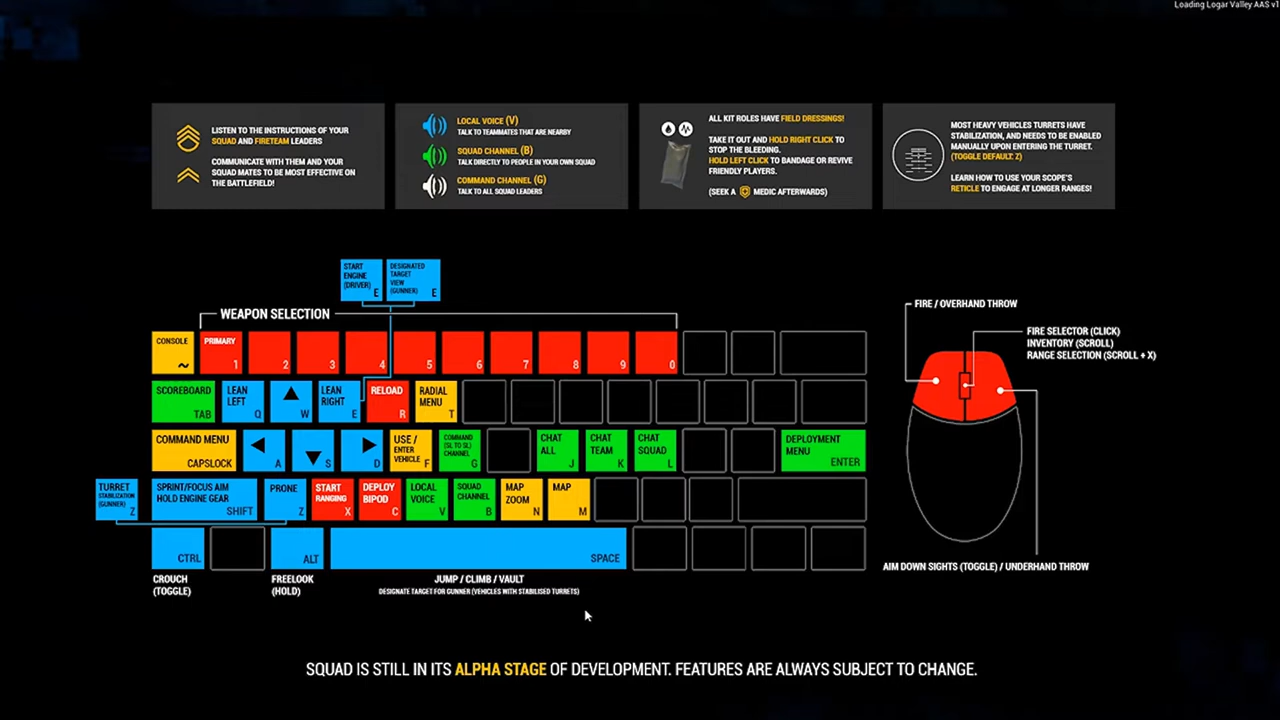 Loading Logar Valley AAS v1
LISTEN TO THE INSTRUCTIONS OF YOUR
SQUAD AND FIRETEAM LEADERS
COMMUNICATE WITH THEM AND YOUR
SQUAD MATES TO BE MOST EFFECTIVE ON
THE BATTLEFIELD!
LOCAL VOICE (V)
TALK TO TEAMMATES THAT ARE NEARBY
SQUAD CHANNEL (B)
TALK DIRECTLY TO PEOPLE IN YOUR OWN SQUAD
COMMAND CHANNEL (G)
TALK TO ALL SQUAD LEADERS
ALL KIT ROLES HAVE FIELD DRESSINGS!
TAKE IT OUT AND HOLD RIGHT CLICK TO
STOP THE BLEEDING.
HOLD LEFT CLICK TO BANDAGE OR REVIVE
FRIENDLY PLAYERS.
(SEEK A MEDIC AFTERWARDS)
MOST HEAVY VEHICLES TURRETS HAVE
STABILIZATION, AND NEEDS TO BE ENABLED
MANUALLY UPON ENTERING THE TURRET.
(TOGGLE DEFAULT: Z)
LEARN HOW TO USE YOUR SCOPE'S
RETICLE TO ENGAGE AT LONGER RANGES!
START
ENGINE
(DRIVER)
E
DESIGNATED
TARGET
VIEW
(GUNNER)
E
WEAPON SELECTION
CONSOLE
~
PRIMARY
1
2
3
4
5
6
7
8
9
0
SCOREBOARD
TAB
LEAN
LEFT
Q
W
LEAN
RIGHT
E
RELOAD
R
RADIAL
MENU
T
COMMAND MENU
CAPSLOCK
A
S
D
USE /
ENTER
VEHICLE
F
COMMAND
(SL TO SL)
CHANNEL
G
CHAT
ALL
J
CHAT
TEAM
K
CHAT
SQUAD
L
DEPLOYMENT
MENU
ENTER
TURRET
STABILIZATION
(GUNNER)
Z
SPRINT/FOCUS AIM
HOLD ENGINE GEAR
SHIFT
PRONE
Z
START
RANGING
X
DEPLOY
BIPOD
C
LOCAL
VOICE
V
SQUAD
CHANNEL
B
MAP
ZOOM
N
MAP
M
CTRL
ALT
SPACE
CROUCH
(TOGGLE)
FREELOOK
(HOLD)
JUMP / CLIMB / VAULT
DESIGNATE TARGET FOR GUNNER (VEHICLES WITH STABILISED TURRETS)
FIRE / OVERHAND THROW
FIRE SELECTOR (CLICK)
INVENTORY (SCROLL)
RANGE SELECTION (SCROLL + X)
AIM DOWN SIGHTS (TOGGLE) / UNDERHAND THROW
SQUAD IS STILL IN ITS ALPHA STAGE OF DEVELOPMENT. FEATURES ARE ALWAYS SUBJECT TO CHANGE.